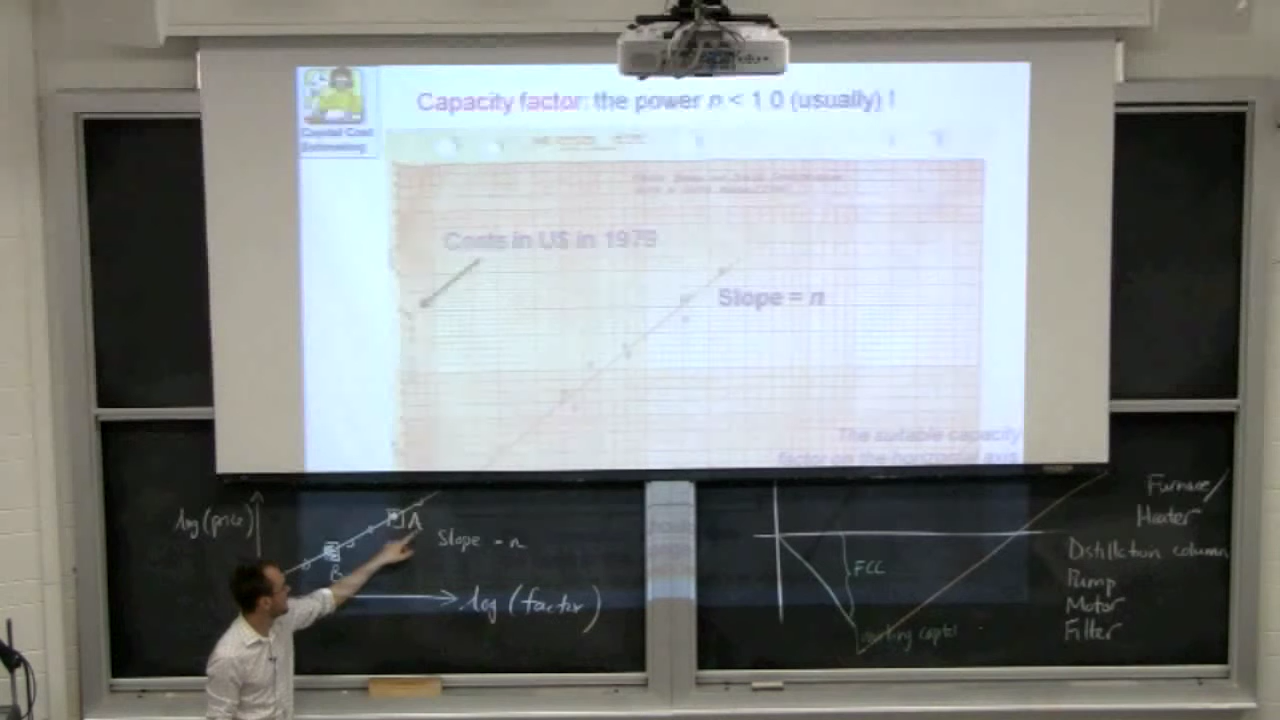 Capacity factor: the power n < 1.0 (usually) !
Capital Cost
Estimating
Costs in US in 1979
Slope = n
The suitable capacity
factor on the horizontal axis
log(price)
A
B
Slope = n
log(factor)
FCC
working capital
Furnace/
Heater
Distillation column
Pump
Motor
Filter